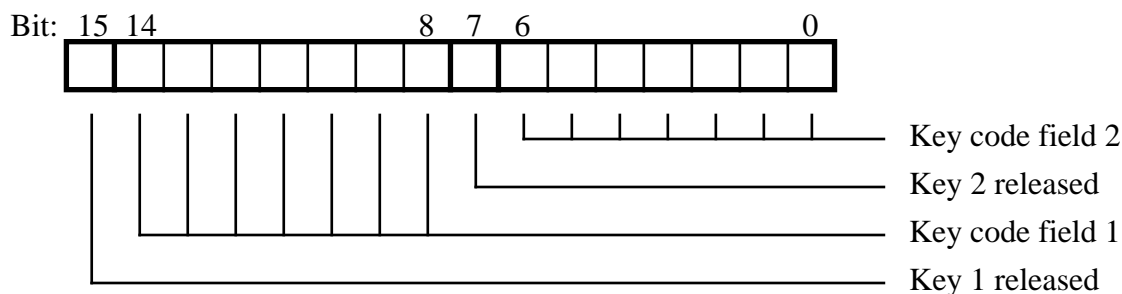 Bit: 15 14 8 7 6 0
Key code field 2
Key 2 released
Key code field 1
Key 1 released